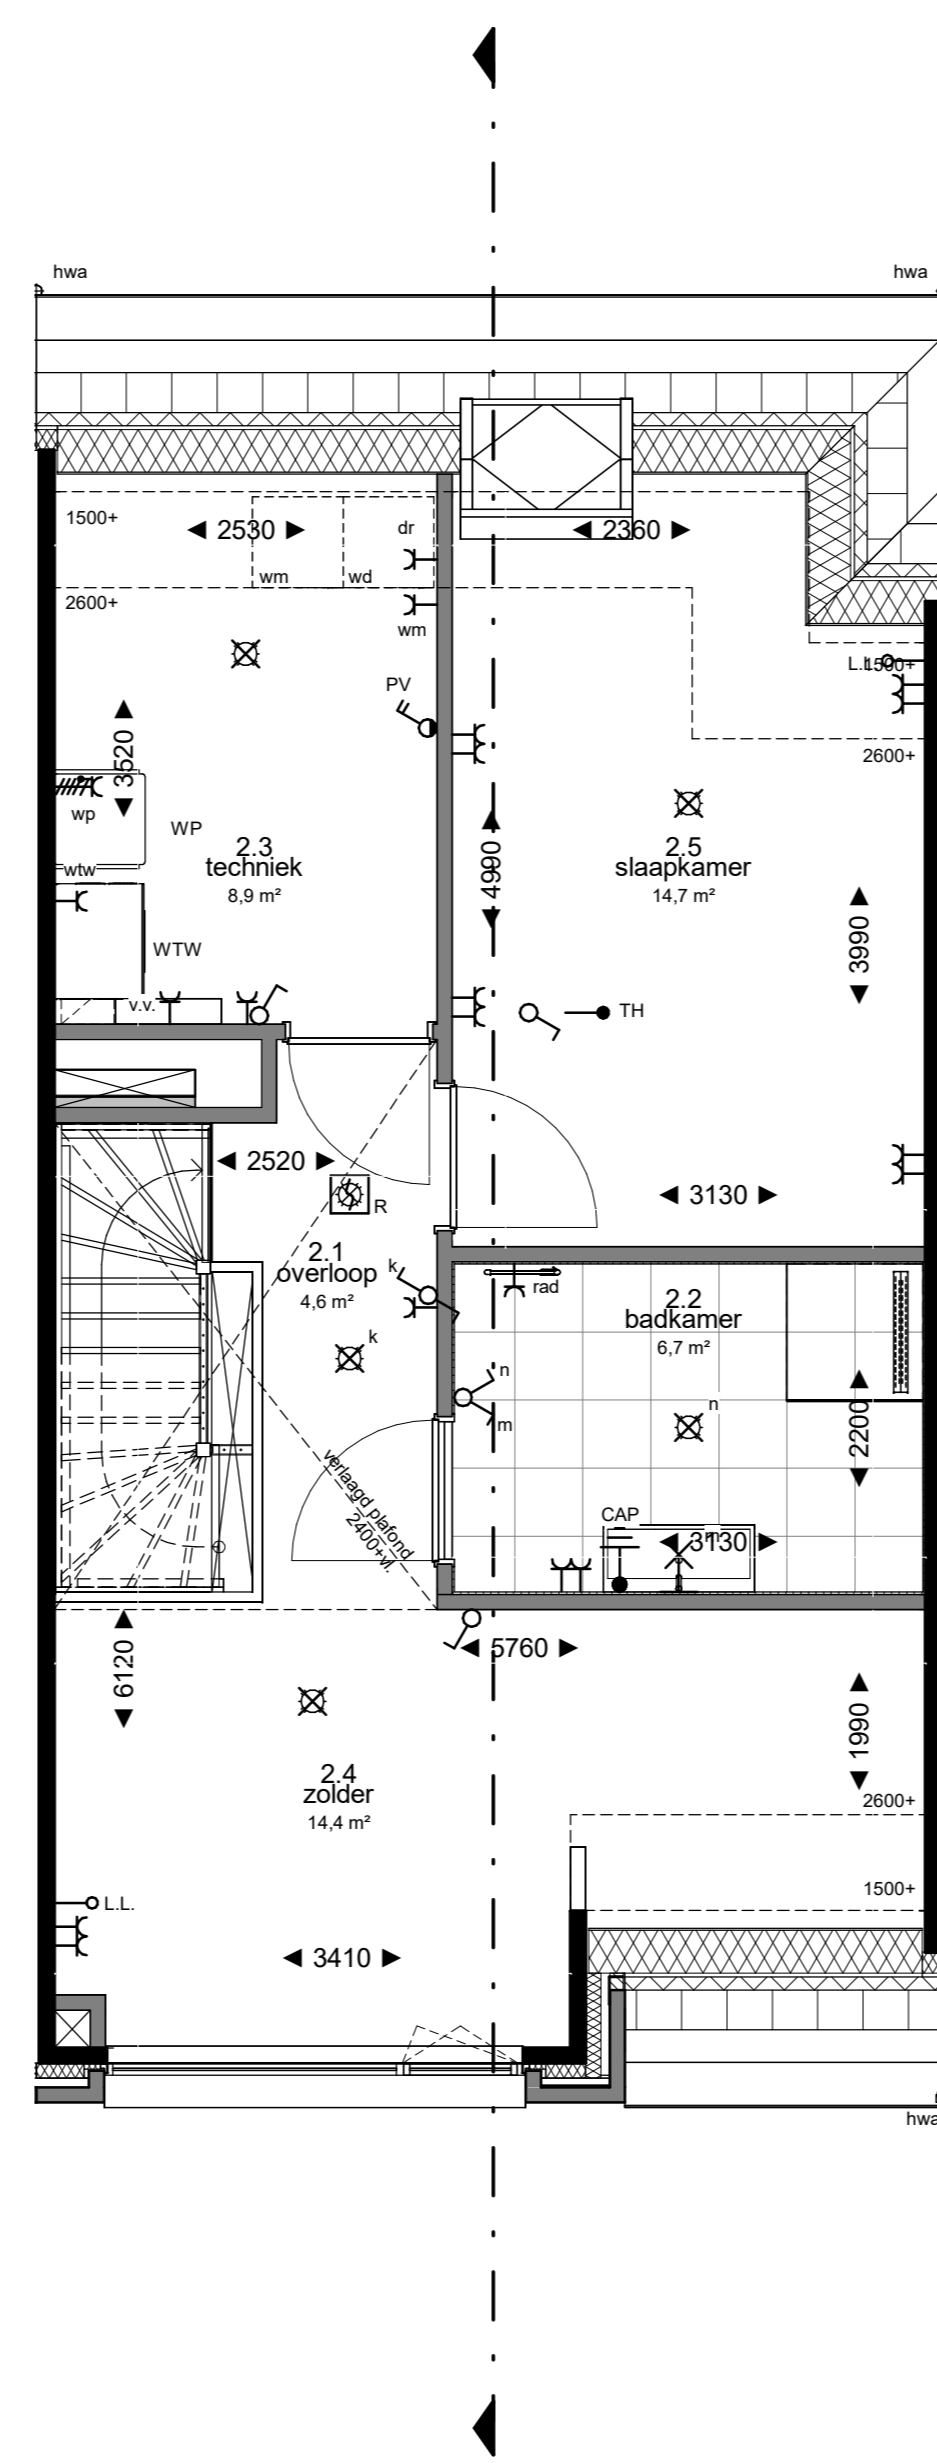 hwa
hwa
1500+
2530
dr
2360
wm
wd
2600+
wm
L.L.
1500+
PV
3520
2600+
wp
WP
2.3
techniek
8,9 m²
4990
2.5
slaapkamer
14,7 m²
wtw
3990
WTW
v.v.
TH
2520
3130
R
2.1
overloop
4,6 m²
k
rad
2.2
badkamer
6,7 m²
k
n
m
n
2200
verlaagd plafond
2400+vl.
CAP
m
3130
6120
5760
1990
2.4
zolder
14,4 m²
2600+
1500+
L.L.
3410
hwa